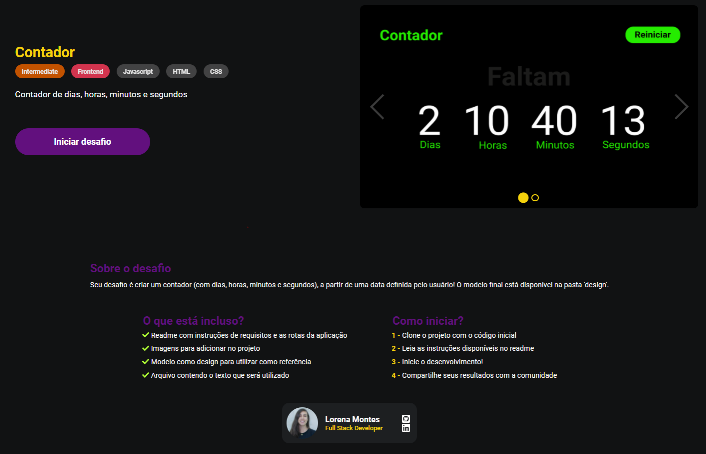 Contador
Intermediate Frontend Javascript HTML CSS
Contador de dias, horas, minutos e segundos
Iniciar desafio
Contador
Reiniciar
Faltam
2 10 40 13
Dias Horas Minutos Segundos
Sobre o desafio
Seu desafio é criar um contador (com dias, horas, minutos e segundos), a partir de uma data definida pelo usuário! O modelo final está disponível na pasta 'design'.
O que está incluso?
Readme com instruções de requisitos e as rotas da aplicação
Imagens para adicionar no projeto
Modelo como design para utilizar como referência
Arquivo contendo o texto que será utilizado
Como iniciar?
1 - Clone o projeto com o código inicial
2 - Leia as instruções disponíveis no readme
3 - Inicie o desenvolvimento!
4 - Compartilhe seus resultados com a comunidade
Lorena Montes
Full Stack Developer